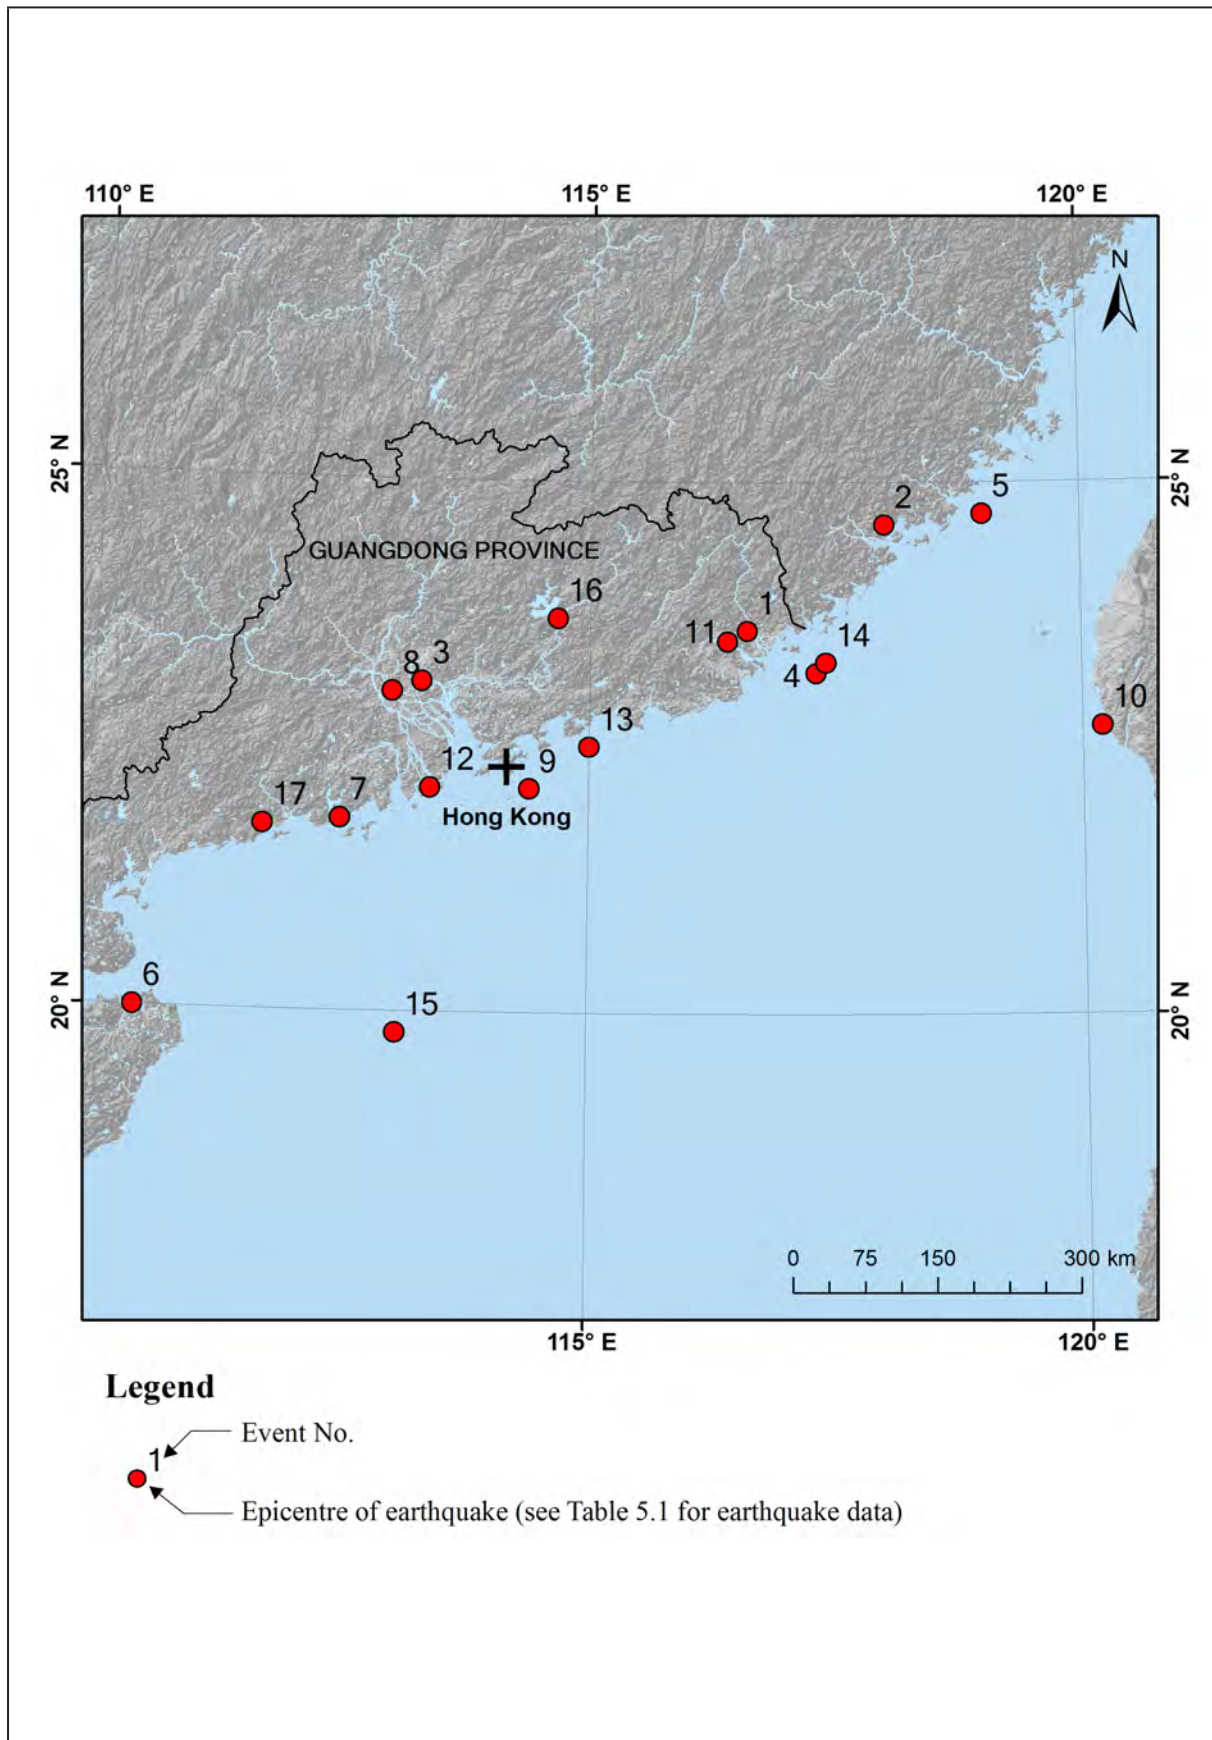 110° E 115° E 120° E
N
25° N 25° N
2 5
GUANGDONG PROVINCE
16
1
11 14
3
8 4
10
13
12 9
17 7
Hong Kong
6
15
20° N 20° N
0 75 150 300 km
115° E 120° E
Legend
Event No.
1
Epicentre of earthquake (see Table 5.1 for earthquake data)